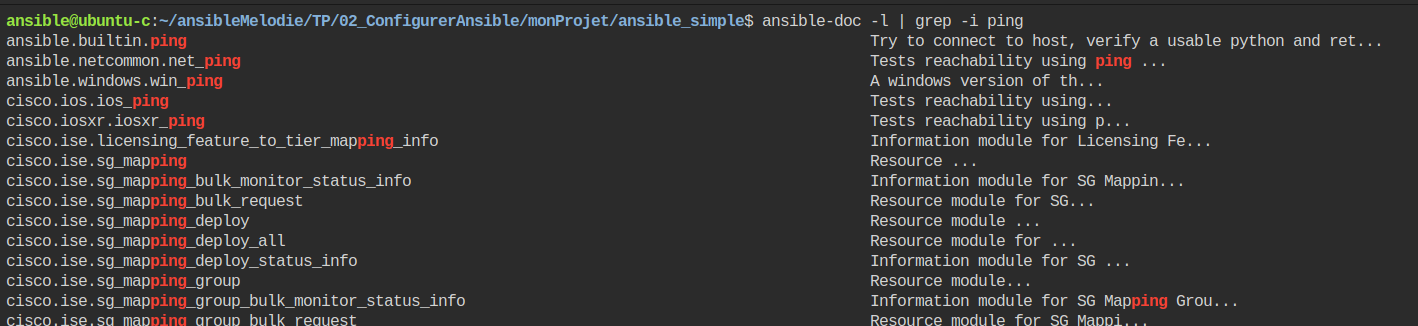 ansible@ubuntu-c:~/ansibleMelodie/TP/02_ConfigurerAnsible/monProjet/ansible_simple$ ansible-doc -l | grep -i ping
ansible.builtin.ping Try to connect to host, verify a usable python and ret...
ansible.netcommon.net_ping Tests reachability using ping ...
ansible.windows.win_ping A windows version of th...
cisco.ios.ios_ping Tests reachability using...
cisco.iosxr.iosxr_ping Tests reachability using p...
cisco.ise.licensing_feature_to_tier_mapping_info Information module for Licensing Fe...
cisco.ise.sg_mapping Resource ...
cisco.ise.sg_mapping_bulk_monitor_status_info Information module for SG Mappin...
cisco.ise.sg_mapping_bulk_request Resource module for SG...
cisco.ise.sg_mapping_deploy Resource module ...
cisco.ise.sg_mapping_deploy_all Resource module for ...
cisco.ise.sg_mapping_deploy_status_info Information module for SG ...
cisco.ise.sg_mapping_group Resource module...
cisco.ise.sg_mapping_group_bulk_monitor_status_info Information module for SG Mapping Grou...
cisco.ise.sg_mapping_group_bulk_request Resource module for SG Mappi...